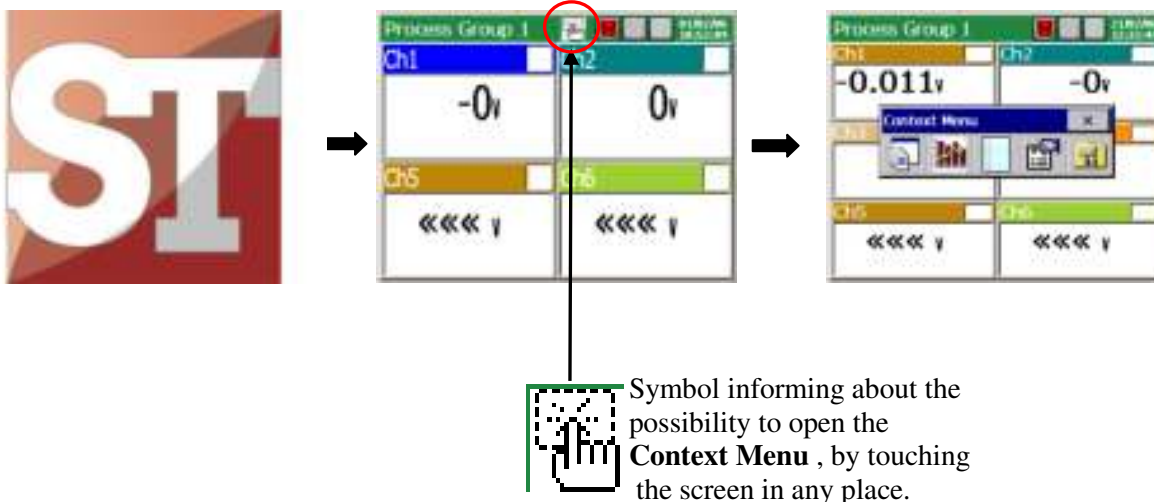 ST
Process Group 1
Ch1
Ch2
-0v
0v
Ch5
Ch6
««« v
««« v
Process Group 1
Ch1
Ch2
-0.011v
-0v
Context Menu
Ch3
Ch5
Ch6
««« v
««« v
Symbol informing about the
possibility to open the
Context Menu , by touching
the screen in any place.